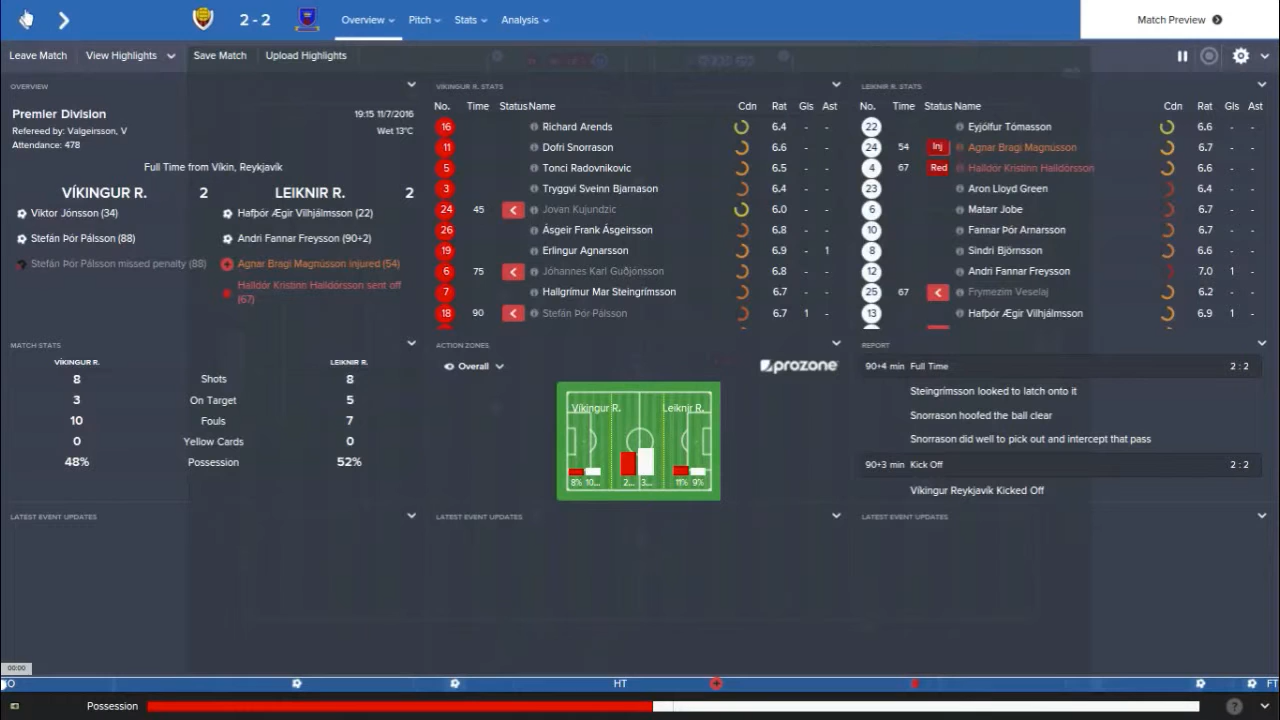 2 - 2
Overview
Pitch
Stats
Analysis
Match Preview
Leave Match
View Highlights
Save Match
Upload Highlights
OVERVIEW
Premier Division
19:15 11/7/2016
Refereed by: Valgeirsson, V
Wet 13°C
Attendance: 478
Full Time from Víkin, Reykjavík
VÍKINGUR R. 2 LEIKNIR R. 2
Viktor Jónsson (34)
Hafþór Ægir Vilhjálmsson (22)
Stefán Þór Pálsson (88)
Andri Fannar Freysson (90+2)
Stefán Þór Pálsson missed penalty (88)
Agnar Bragi Magnússon injured (54)
Halldór Kristinn Halldórsson sent off
(67)
VIKINGUR R. STATS
No. Time Status Name Cdn Rat Gls Ast
16 Richard Arends 6.4 - -
11 Dofri Snorrason 6.6 - -
5 Tonci Radovnikovic 6.5 - -
3 Tryggvi Sveinn Bjarnason 6.4 - -
24 45 Jovan Kujundzic 6.0 - -
26 Ásgeir Frank Ásgeirsson 6.8 - -
19 Erlingur Agnarsson 6.9 - 1
6 75 Jóhannes Karl Guðjónsson 6.8 - -
7 Hallgrímur Mar Steingrímsson 6.7 - -
18 90 Stefán Þór Pálsson 6.7 1 -
LEIKNIR R. STATS
No. Time Status Name Cdn Rat Gls Ast
22 Eyjólfur Tómasson 6.6 - -
24 54 Inj Agnar Bragi Magnússon 6.7 - -
4 67 Red Halldór Kristinn Halldórsson 6.6 - -
23 Aron Lloyd Green 6.4 - -
6 Matarr Jobe 6.7 - -
10 Fannar Þór Arnarsson 6.7 - -
8 Sindri Björnsson 6.6 - -
12 Andri Fannar Freysson 7.0 1 -
25 67 Frymezim Veselaj 6.2 - -
13 Hafþór Ægir Vilhjálmsson 6.9 1 -
MATCH STATS
VÍKINGUR R. LEIKNIR R.
8 Shots 8
3 On Target 5
10 Fouls 7
0 Yellow Cards 0
48% Possession 52%
ACTION ZONES
Overall
prozone
Víkingur R. Leiknir R.
8% 10... 2... 3... 11% 9%
REPORT
90+4 min Full Time 2 : 2
Steingrímsson looked to latch onto it
Snorrason hoofed the ball clear
Snorrason did well to pick out and intercept that pass
90+3 min Kick Off 2 : 2
Víkingur Reykjavík Kicked Off
LATEST EVENT UPDATES
LATEST EVENT UPDATES
LATEST EVENT UPDATES
00:00
HT
FT
Possession